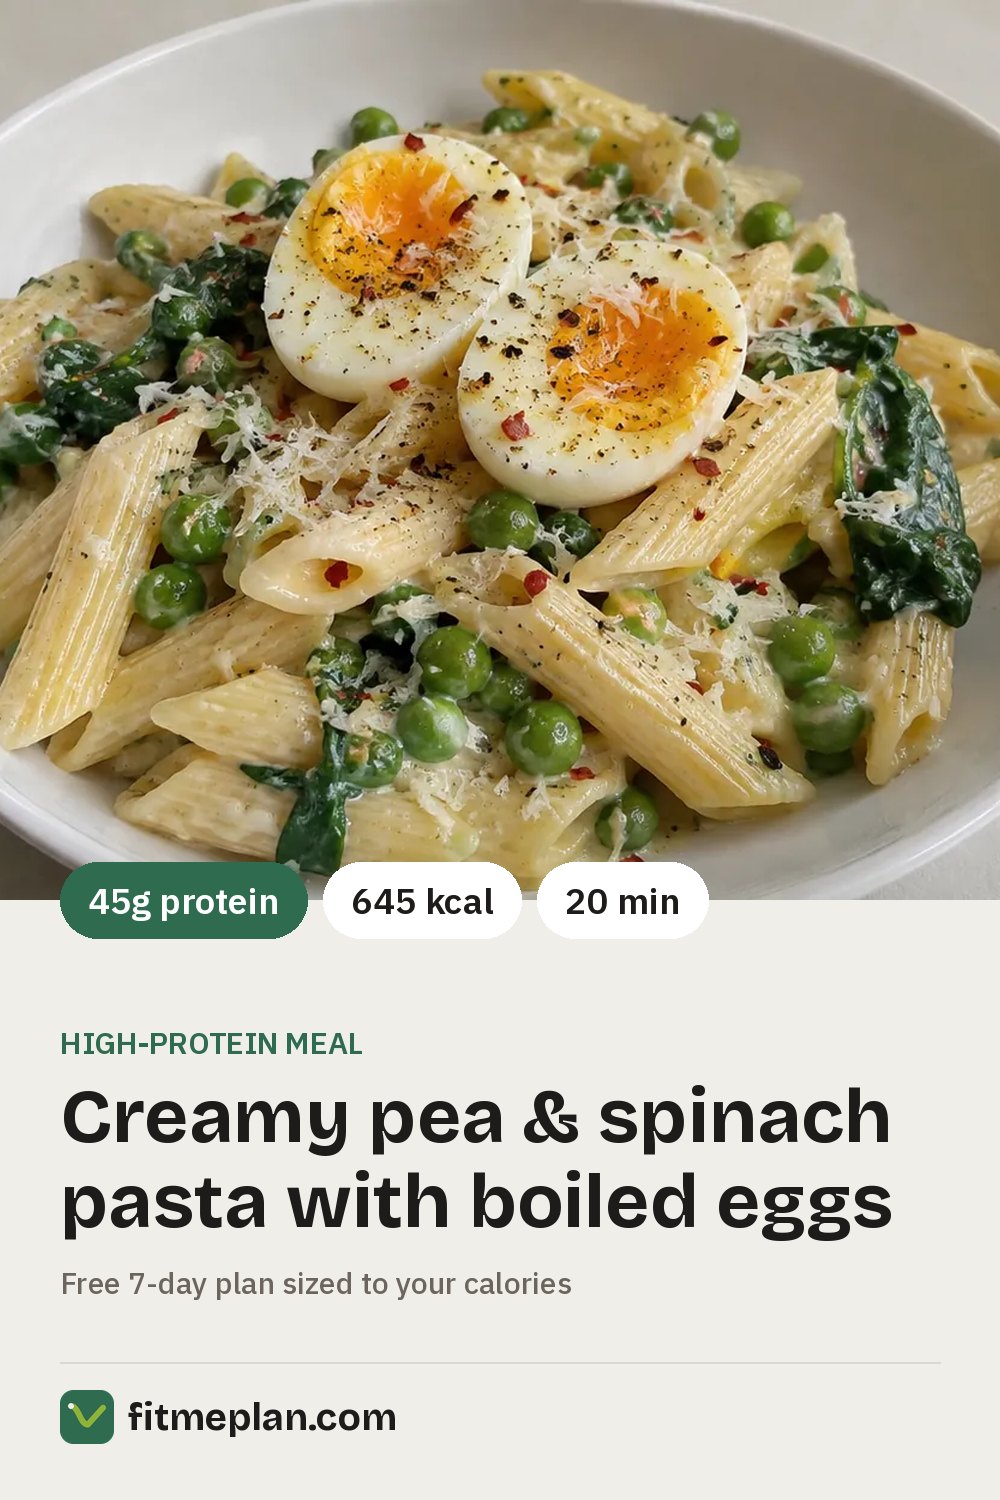 45g protein
645 kcal
20 min
HIGH-PROTEIN MEAL
Creamy pea & spinach
pasta with boiled eggs
Free 7-day plan sized to your calories
fitmeplan.com